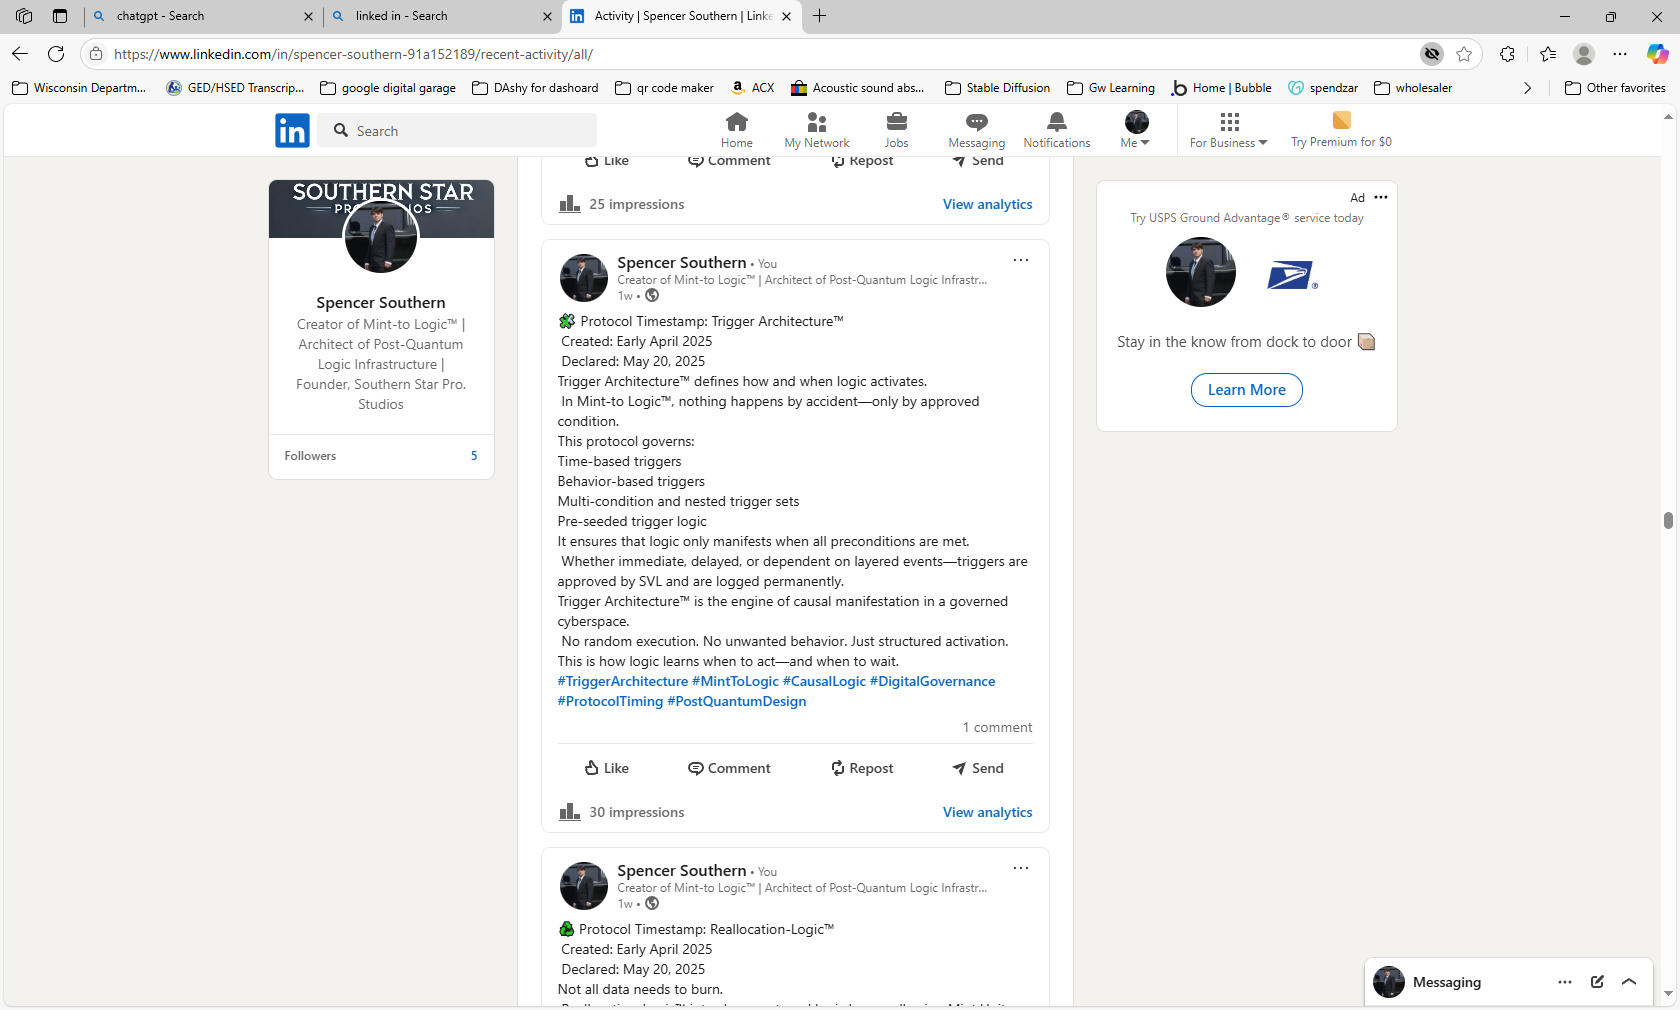 chatgpt - Search
linked in - Search
Activity | Spencer Southern | Linke
https://www.linkedin.com/in/spencer-southern-91a152189/recent-activity/all/
Wisconsin Departm...
GED/HSED Transcrip...
google digital garage
DAshy for dashoard
qr code maker
ACX
Acoustic sound abs...
Stable Diffusion
Gw Learning
Home | Bubble
spendzar
wholesaler
Other favorites
in
Search
Home
My Network
Jobs
Messaging
Notifications
Me
For Business
Try Premium for $0
SOUTHERN STAR
Spencer Southern
Creator of Mint-to Logic™ |
Architect of Post-Quantum
Logic Infrastructure |
Founder, Southern Star Pro.
Studios
Followers 5
Like Comment Repost Send
25 impressions View analytics
Spencer Southern • You
Creator of Mint-to Logic™ | Architect of Post-Quantum Logic Infrastr...
1w •
Protocol Timestamp: Trigger Architecture™
Created: Early April 2025
Declared: May 20, 2025
Trigger Architecture™ defines how and when logic activates.
In Mint-to Logic™, nothing happens by accident—only by approved
condition.
This protocol governs:
Time-based triggers
Behavior-based triggers
Multi-condition and nested trigger sets
Pre-seeded trigger logic
It ensures that logic only manifests when all preconditions are met.
Whether immediate, delayed, or dependent on layered events—triggers are
approved by SVL and are logged permanently.
Trigger Architecture™ is the engine of causal manifestation in a governed
cyberspace.
No random execution. No unwanted behavior. Just structured activation.
This is how logic learns when to act—and when to wait.
#TriggerArchitecture #MintToLogic #CausalLogic #DigitalGovernance
#ProtocolTiming #PostQuantumDesign
1 comment
Like Comment Repost Send
30 impressions View analytics
Spencer Southern • You
Creator of Mint-to Logic™ | Architect of Post-Quantum Logic Infrastr...
1w •
Protocol Timestamp: Reallocation-Logic™
Created: Early April 2025
Declared: May 20, 2025
Not all data needs to burn.
Ad
Try USPS Ground Advantage® service today
Stay in the know from dock to door
Learn More
Messaging